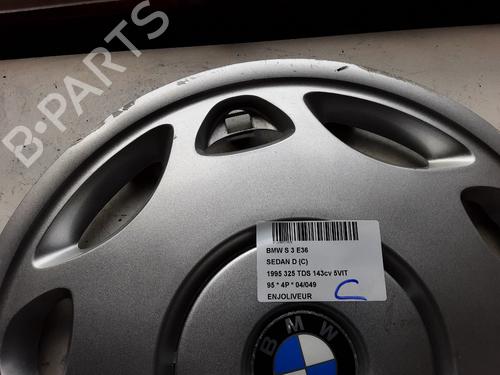 B-PARTS
BMW S 3 E36
SEDAN D (C)
1995 325 TDS 143cv 5VIT
95 * 4P * 04/049
ENJOLIVEUR
C
BMW